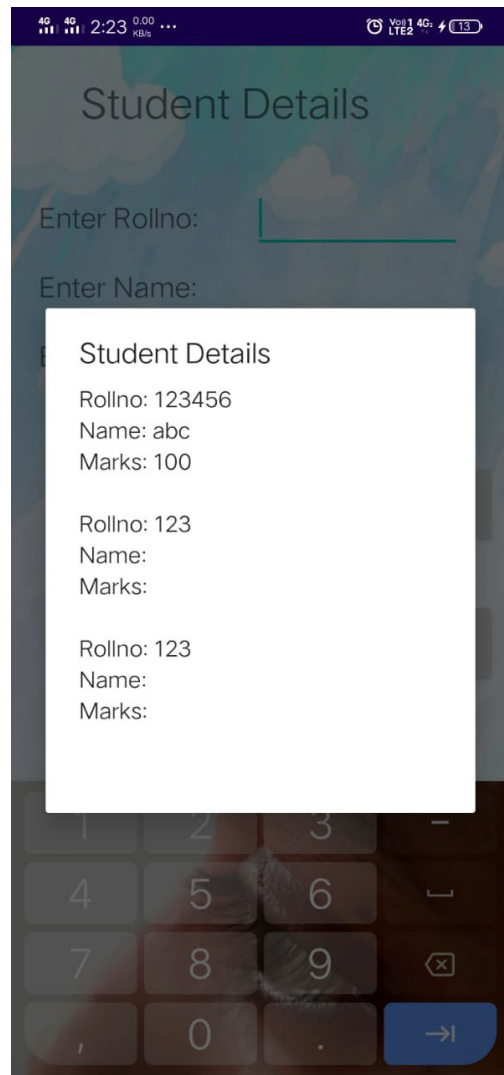 4G 4G 2:23 0.00 KB/s ... Vo)) 1 LTE2 4G+ 13
Student Details
Enter Rollno:
Enter Name:
E
Student Details
Rollno: 123456
Name: abc
Marks: 100
Rollno: 123
Name:
Marks:
Rollno: 123
Name:
Marks:
1 2 3 -
4 5 6
7 8 9
, 0 .